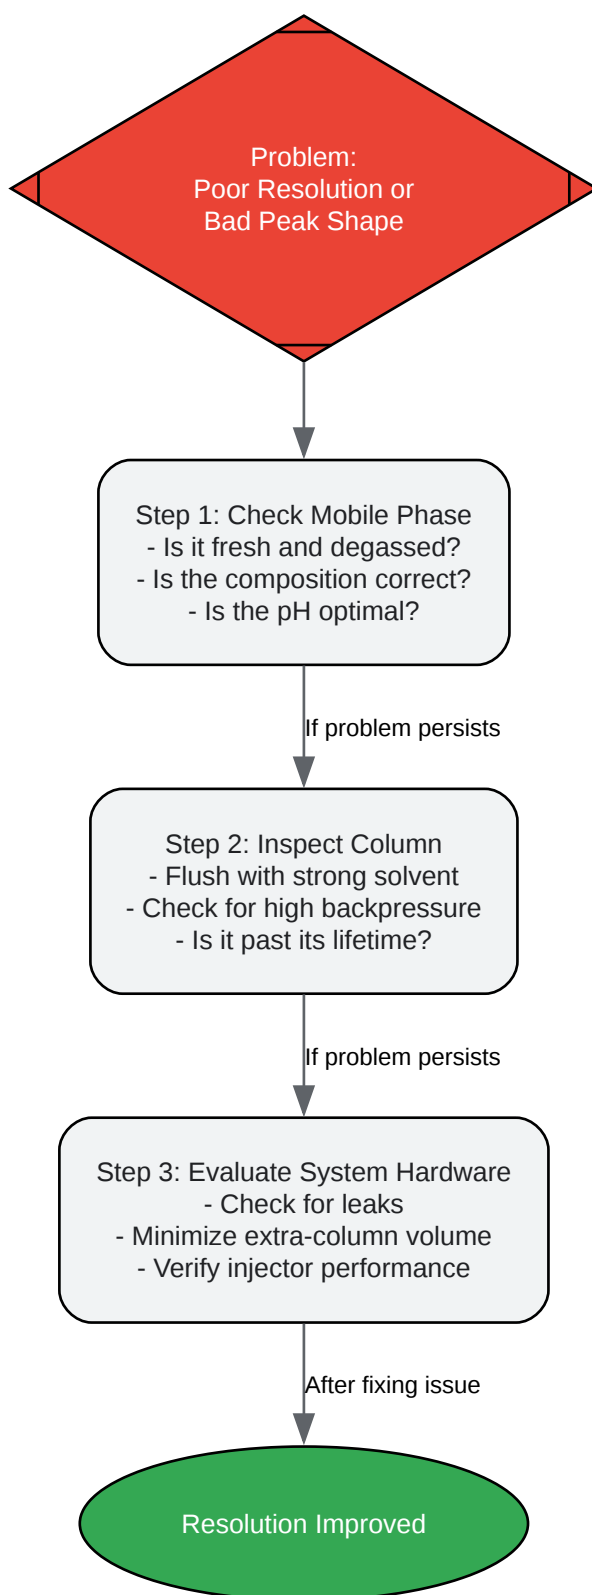 Problem:
Poor Resolution or
Bad Peak Shape
Step 1: Check Mobile Phase
- Is it fresh and degassed?
- Is the composition correct?
- Is the pH optimal?
If problem persists
Step 2: Inspect Column
- Flush with strong solvent
- Check for high backpressure
- Is it past its lifetime?
If problem persists
Step 3: Evaluate System Hardware
- Check for leaks
- Minimize extra-column volume
- Verify injector performance
After fixing issue
Resolution Improved